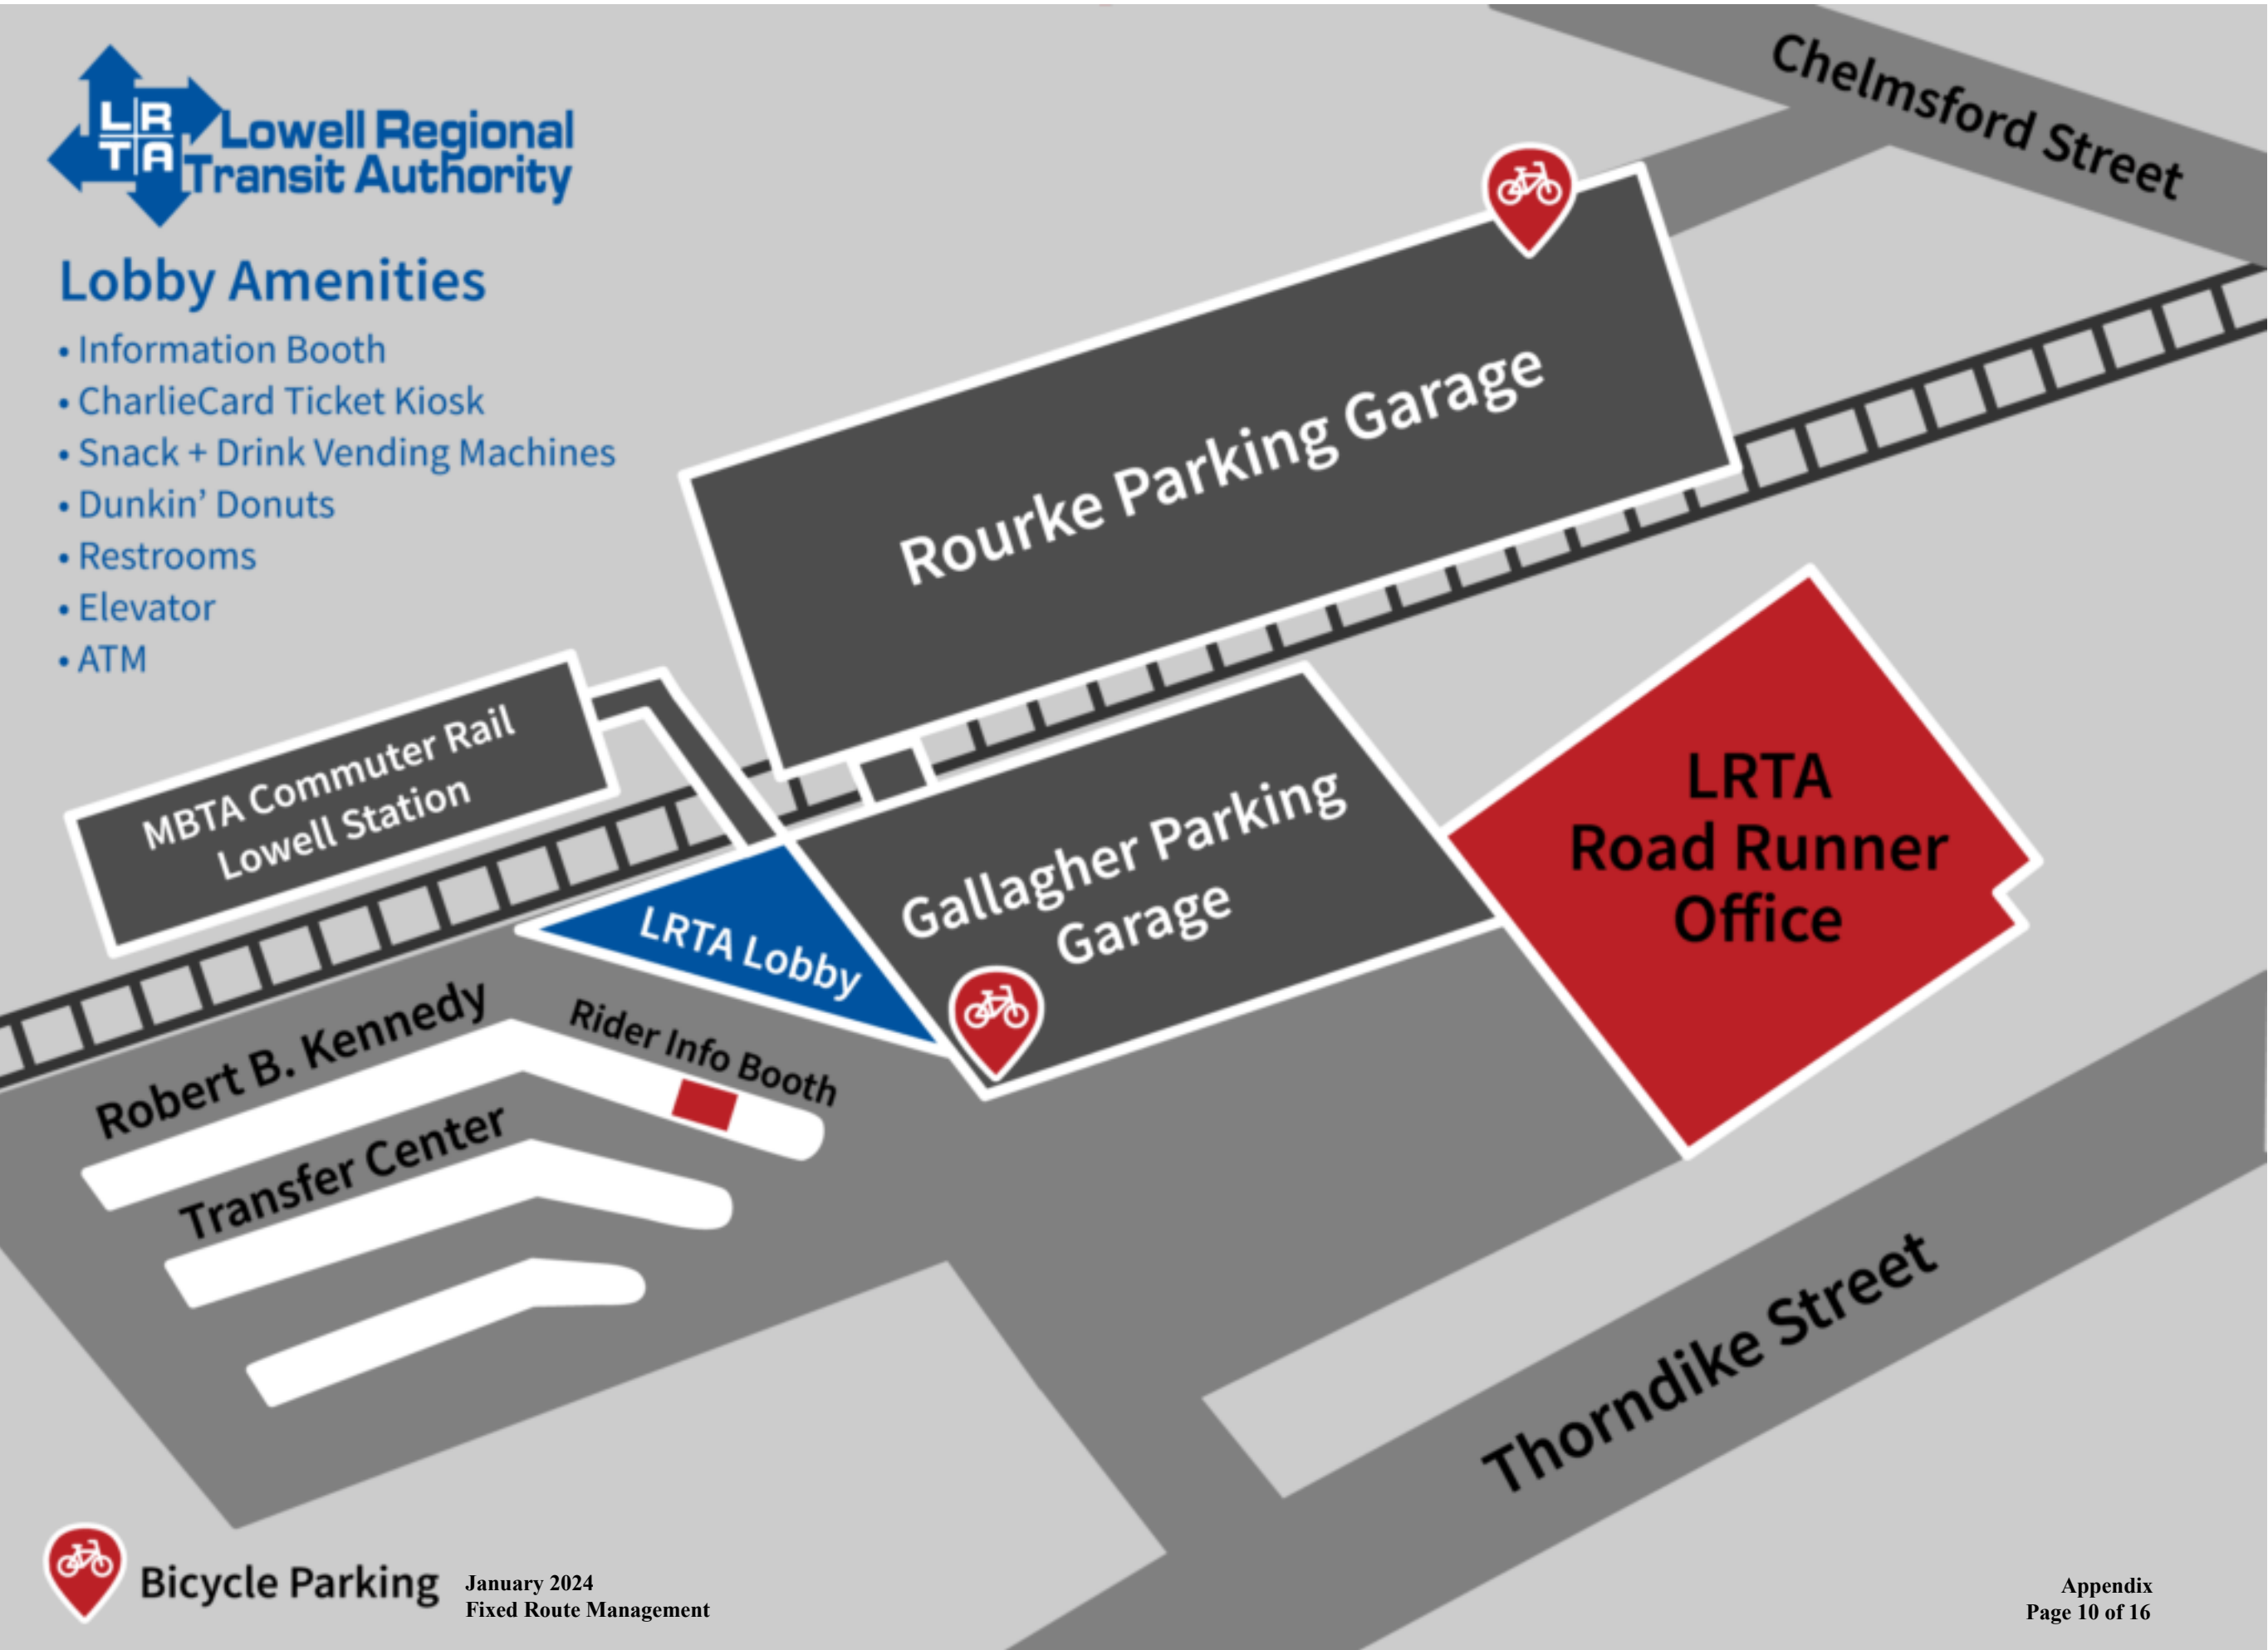 L R
T A
Lowell Regional
Transit Authority
Lobby Amenities
• Information Booth
• CharlieCard Ticket Kiosk
• Snack + Drink Vending Machines
• Dunkin’ Donuts
• Restrooms
• Elevator
• ATM
Chelmsford Street
Rourke Parking Garage
MBTA Commuter Rail
Lowell Station
Gallagher Parking
Garage
LRTA
Road Runner
Office
LRTA Lobby
Robert B. Kennedy
Transfer Center
Rider Info Booth
Thorndike Street
Bicycle Parking
January 2024
Fixed Route Management
Appendix
Page 10 of 16